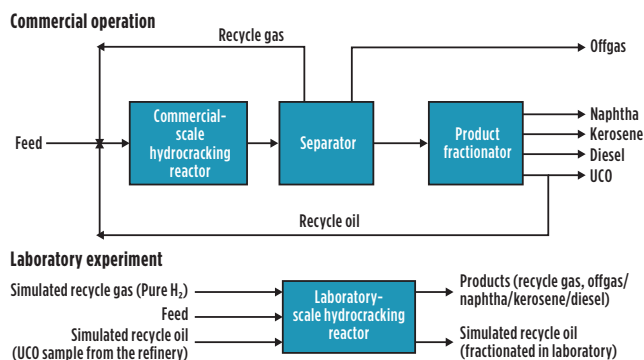 Commercial operation
Recycle gas
Offgas
Feed
Commercial-
scale
hydrocracking
reactor
Separator
Product
fractionator
Naphtha
Kerosene
Diesel
UCO
Recycle oil
Laboratory experiment
Simulated recycle gas (Pure H₂)
Feed
Simulated recycle oil
(UCO sample from the refinery)
Laboratory-
scale hydrocracking
reactor
Products (recycle gas, offgas/
naphtha/kerosene/diesel)
Simulated recycle oil
(fractionated in laboratory)